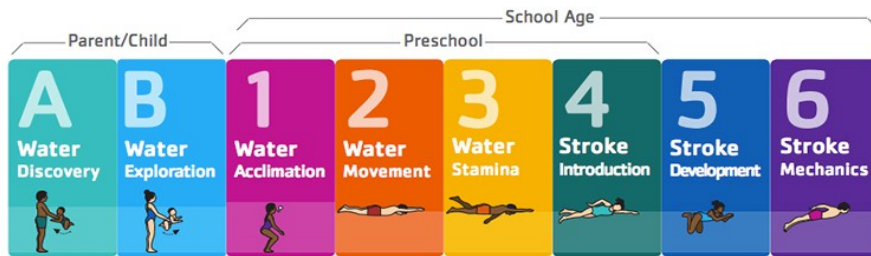 School Age
Parent/Child
Preschool
A
Water
Discovery
B
Water
Exploration
1
Water
Acclimation
2
Water
Movement
3
Water
Stamina
4
Stroke
Introduction
5
Stroke
Development
6
Stroke
Mechanics